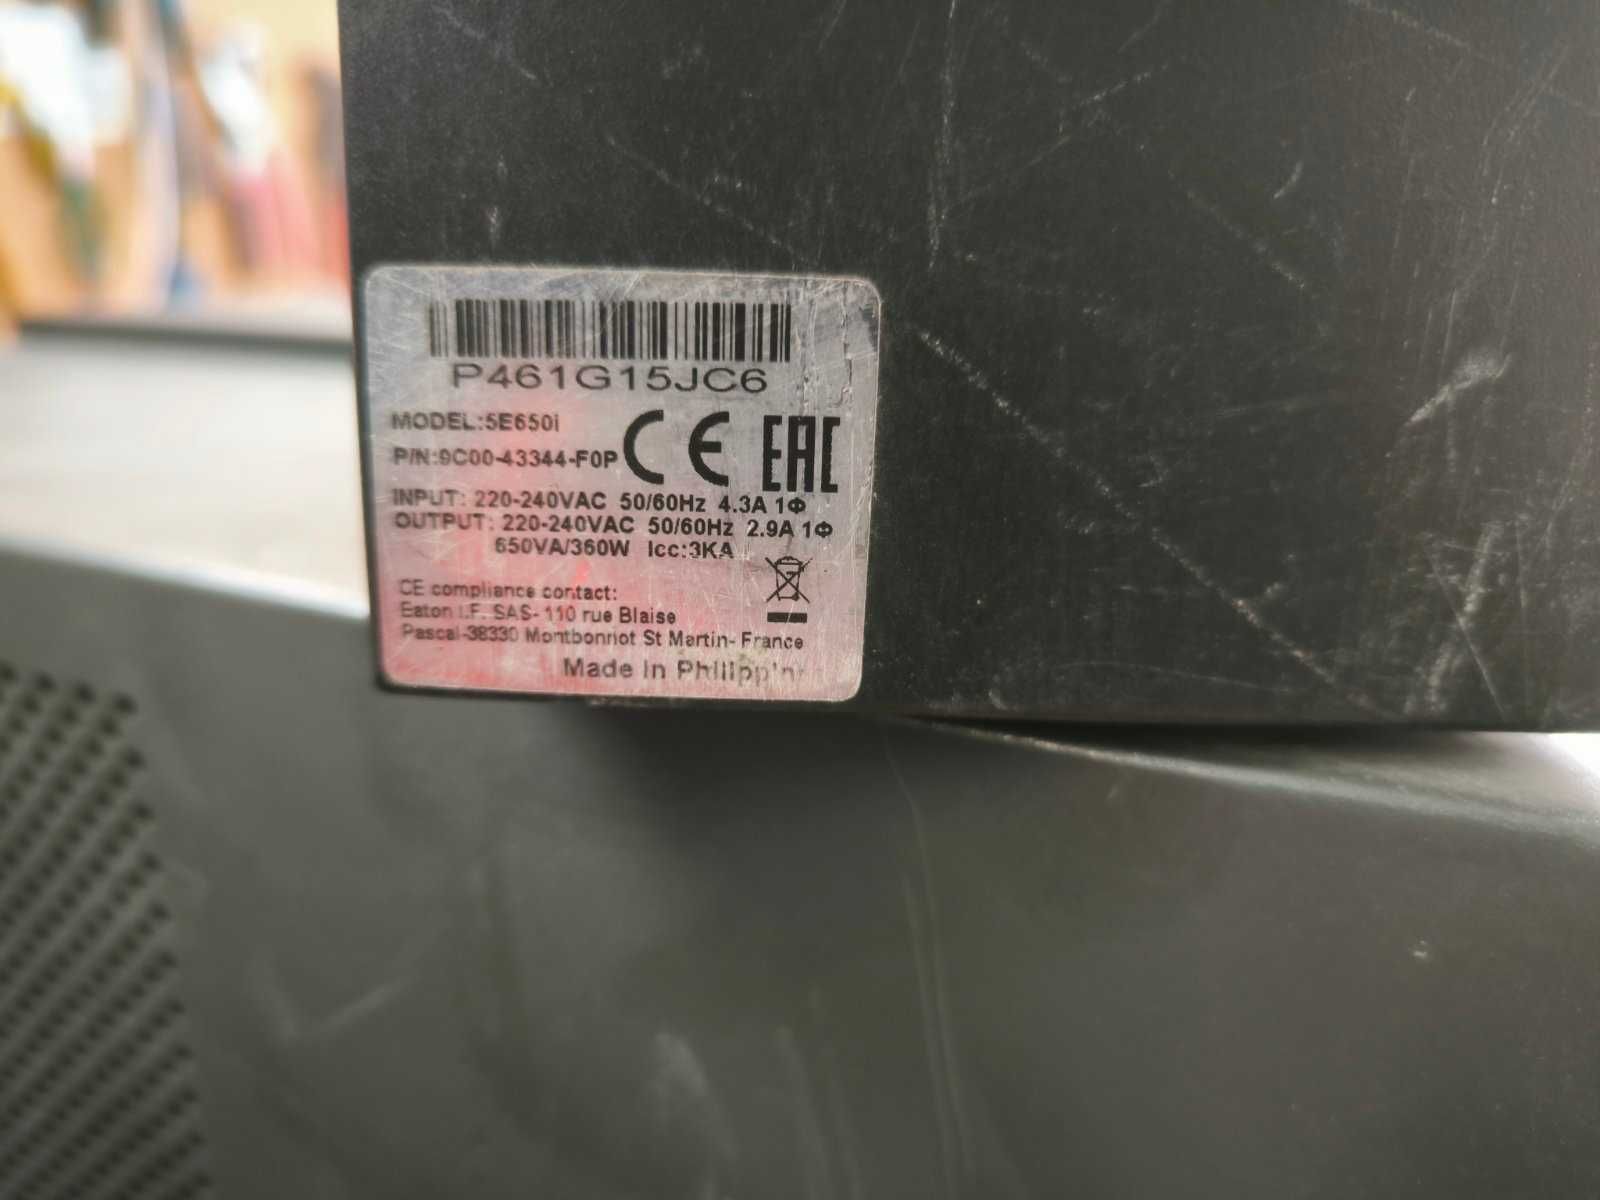 P461G15JC6
MODEL:5E650i
P/N:9C00-43344-F0P
CE EAC
INPUT: 220-240VAC 50/60Hz 4.3A 1Φ
OUTPUT: 220-240VAC 50/60Hz 2.9A 1Φ
650VA/360W Icc:3KA
CE compliance contact:
Eaton I.F. SAS- 110 rue Blaise
Pascal-38330 Montbonnot St Martin- France
Made In